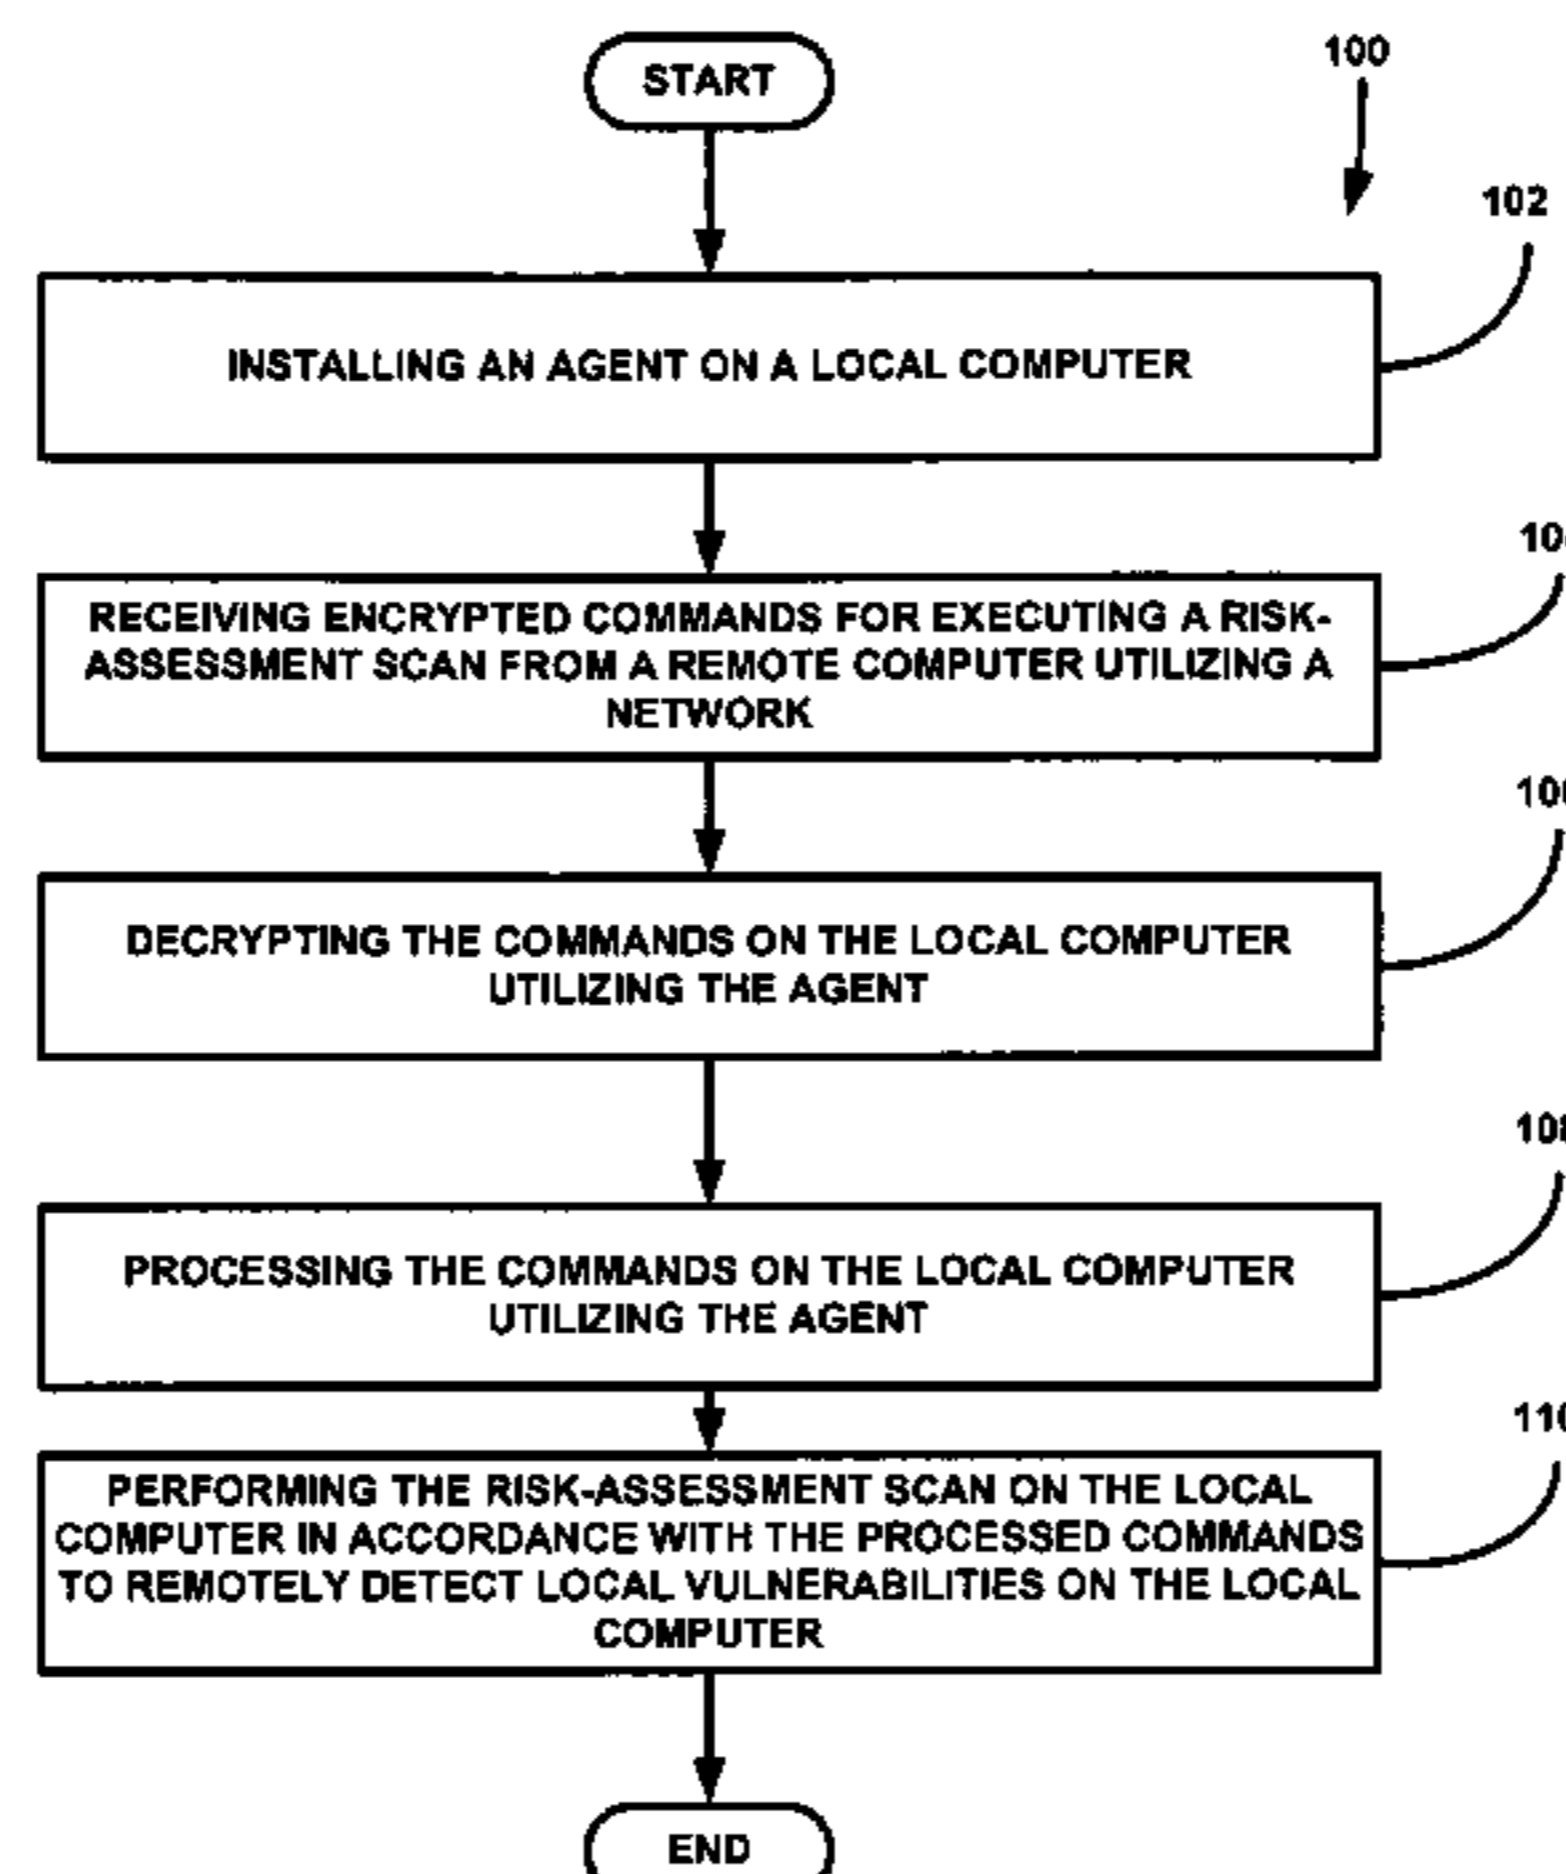 START
100
102
INSTALLING AN AGENT ON A LOCAL COMPUTER
RECEIVING ENCRYPTED COMMANDS FOR EXECUTING A RISK-
ASSESSMENT SCAN FROM A REMOTE COMPUTER UTILIZING A
NETWORK
DECRYPTING THE COMMANDS ON THE LOCAL COMPUTER
UTILIZING THE AGENT
108
PROCESSING THE COMMANDS ON THE LOCAL COMPUTER
UTILIZING THE AGENT
110
PERFORMING THE RISK-ASSESSMENT SCAN ON THE LOCAL
COMPUTER IN ACCORDANCE WITH THE PROCESSED COMMANDS
TO REMOTELY DETECT LOCAL VULNERABILITIES ON THE LOCAL
COMPUTER
END